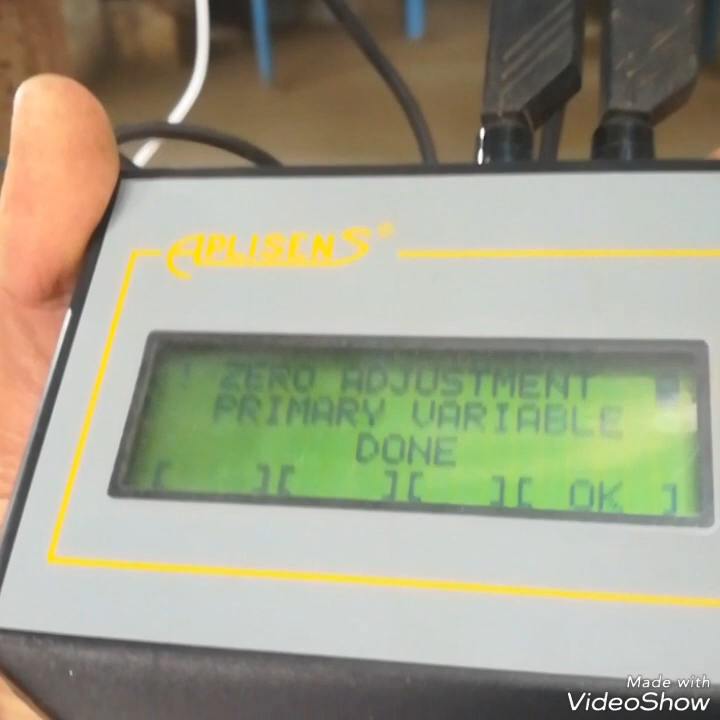 APLISENS®
! ZERO ADJUSTMENT
PRIMARY VARIABLE
DONE
[ ][ ][ ][ OK ]
Made with
VideoShow